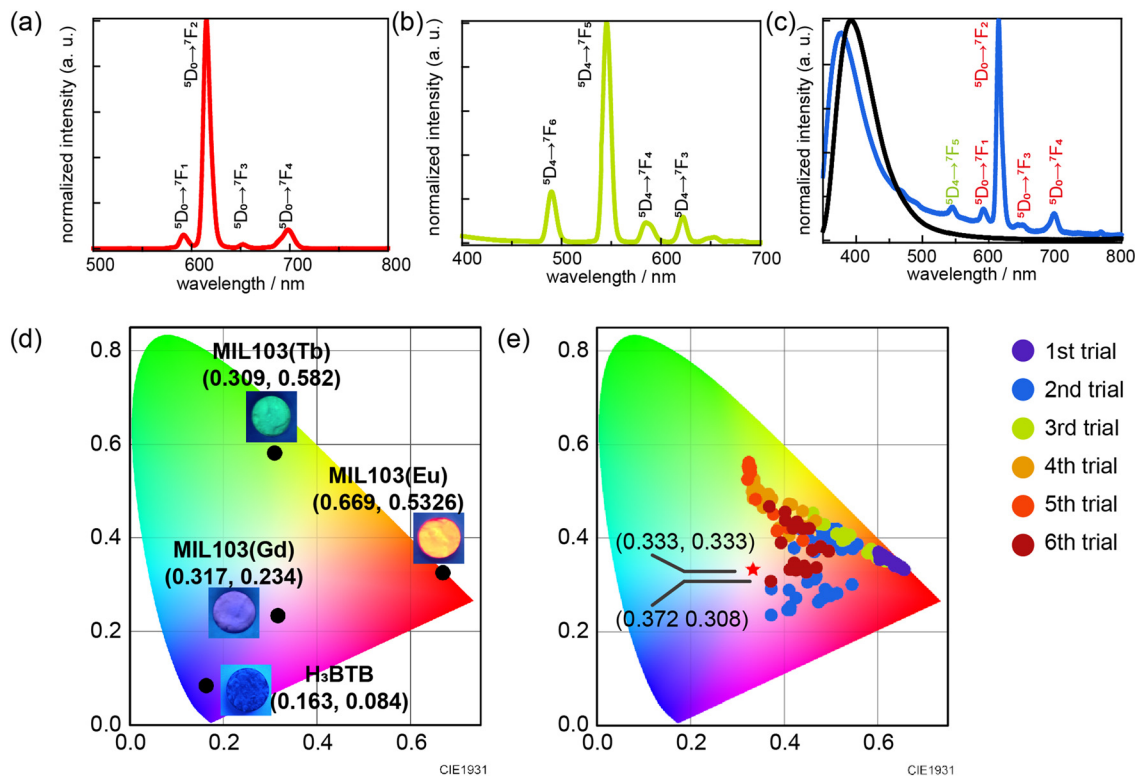 (a)
normalized intensity (a. u.)
⁵D₀→⁷F₁
⁵D₀→⁷F₂
⁵D₀→⁷F₃
⁵D₀→⁷F₄
500 600 700 800
wavelength / nm
(b)
normalized intensity (a. u.)
⁵D₄→⁷F₆
⁵D₄→⁷F₅
⁵D₄→⁷F₄
⁵D₄→⁷F₃
400 500 600 700
wavelength / nm
(c)
normalized intensity (a. u.)
⁵D₄→⁷F₅
⁵D₀→⁷F₁
⁵D₀→⁷F₂
⁵D₀→⁷F₃
⁵D₀→⁷F₄
400 500 600 700 800
wavelength / nm
(d)
0.8
0.6
0.4
0.2
0.0
MIL103(Tb)
(0.309, 0.582)
MIL103(Eu)
(0.669, 0.5326)
MIL103(Gd)
(0.317, 0.234)
H₃BTB
(0.163, 0.084)
0.0 0.2 0.4 0.6
CIE1931
(e)
0.8
0.6
0.4
0.2
0.0
(0.333, 0.333)
(0.372 0.308)
0.0 0.2 0.4 0.6
CIE1931
1st trial
2nd trial
3rd trial
4th trial
5th trial
6th trial